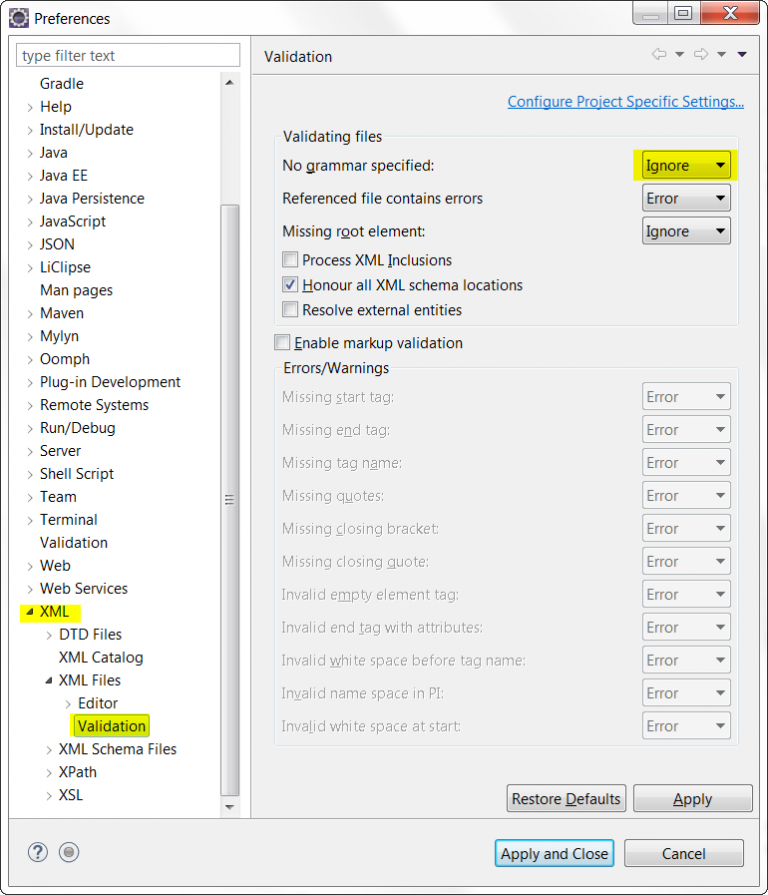 Preferences
type filter text
Gradle
Help
Install/Update
Java
Java EE
Java Persistence
JavaScript
JSON
LiClipse
Man pages
Maven
Mylyn
Oomph
Plug-in Development
Remote Systems
Run/Debug
Server
Shell Script
Team
Terminal
Validation
Web
Web Services
XML
DTD Files
XML Catalog
XML Files
Editor
Validation
XML Schema Files
XPath
XSL
Validation
Configure Project Specific Settings...
Validating files
No grammar specified: Ignore
Referenced file contains errors Error
Missing root element: Ignore
Process XML Inclusions
Honour all XML schema locations
Resolve external entities
Enable markup validation
Errors/Warnings
Missing start tag: Error
Missing end tag: Error
Missing tag name: Error
Missing quotes: Error
Missing closing bracket: Error
Missing closing quote: Error
Invalid empty element tag: Error
Invalid end tag with attributes: Error
Invalid white space before tag name: Error
Invalid name space in PI: Error
Invalid white space at start: Error
Restore Defaults Apply
? Apply and Close Cancel